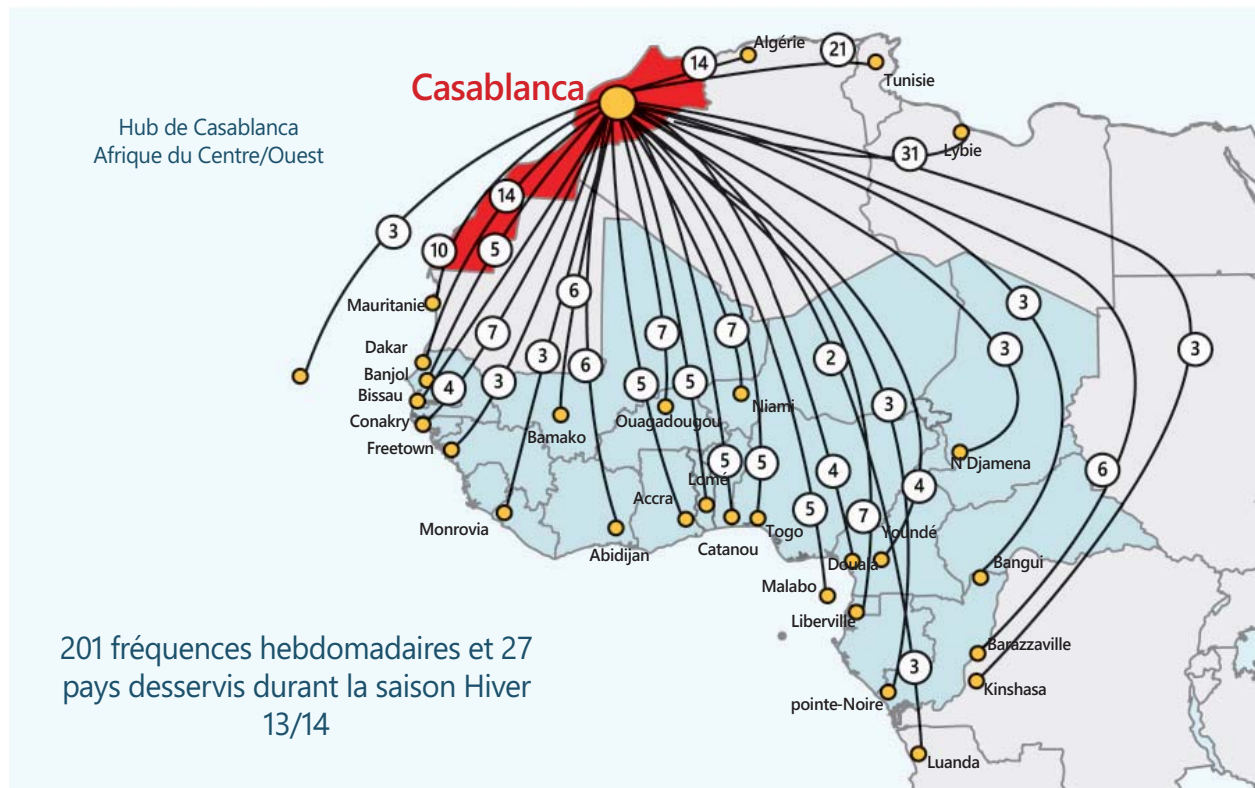 Algérie
21
14
Tunisie
Casablanca
Hub de Casablanca
Afrique du Centre/Ouest
Lybie
31
14
3
10
5
Mauritanie
6
7
7
7
3
3
3
3
2
Dakar
Banjol
Bissau
4
3
6
5
5
3
Niami
Conakry
Ouagadougou
Bamako
Freetown
N Djamena
5
5
4
6
4
Lomé
Accra
5
7
Monrovia
Togo
Youndé
Abidijan
Catanou
Douala
Bangui
Malabo
Liberville
201 fréquences hebdomadaires et 27
pays desservis durant la saison Hiver
13/14
Barazzaville
3
Kinshasa
pointe-Noire
Luanda